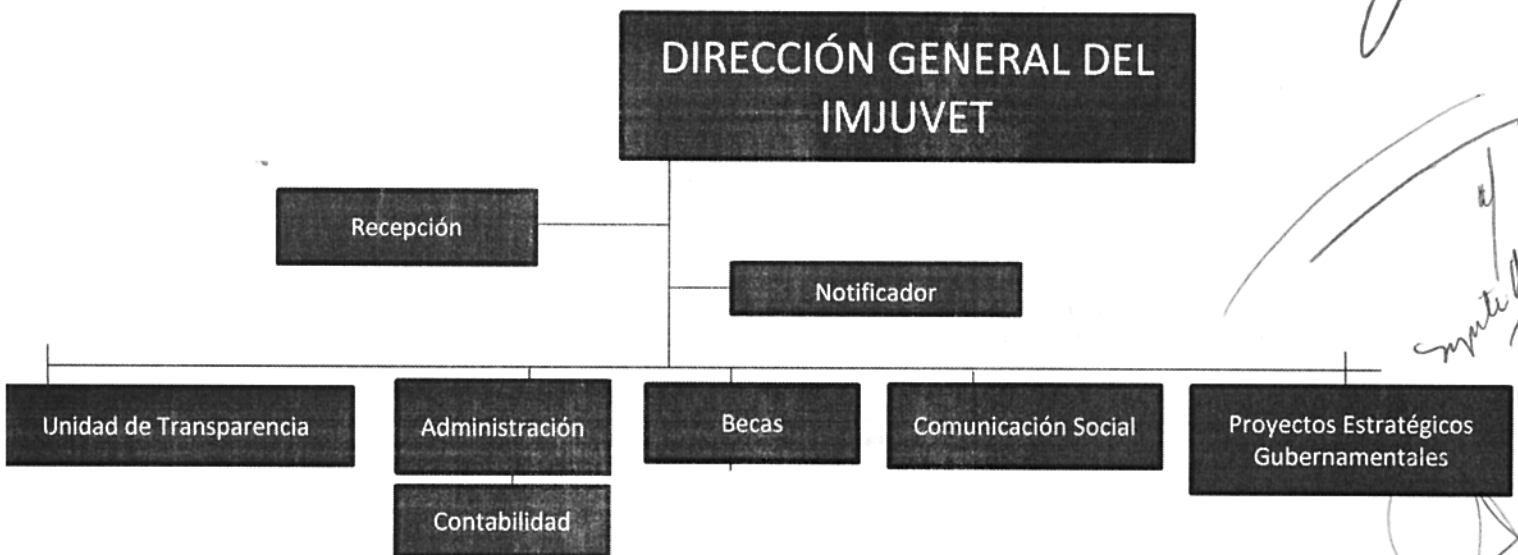 DIRECCIÓN GENERAL DEL
IMJUVET
Recepción
Notificador
Unidad de Transparencia
Administración
Becas
Comunicación Social
Proyectos Estratégicos
Gubernamentales
Contabilidad